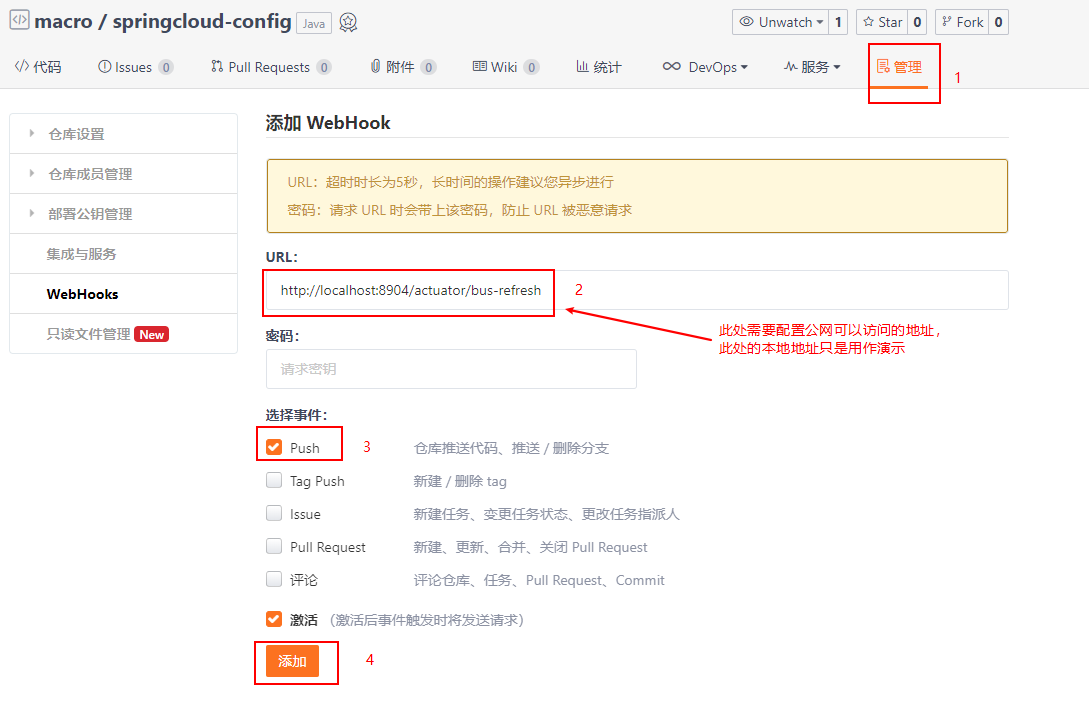 macro / springcloud-config Java Unwatch 1 Star 0 Fork 0
代码 Issues 0 Pull Requests 0 附件 0 Wiki 0 统计 DevOps 服务 管理 1
仓库设置
仓库成员管理
部署公钥管理
集成与服务
WebHooks
只读文件管理 New
添加 WebHook
URL：超时时长为5秒，长时间的操作建议您异步进行
密码：请求 URL 时会带上该密码，防止 URL 被恶意请求
URL:
http://localhost:8904/actuator/bus-refresh 2
此处需要配置公网可以访问的地址，
此处的本地地址只是用作演示
密码:
请求密钥
选择事件:
Push 3 仓库推送代码、推送 / 删除分支
Tag Push 新建 / 删除 tag
Issue 新建任务、变更任务状态、更改任务指派人
Pull Request 新建、更新、合并、关闭 Pull Request
评论 评论仓库、任务、Pull Request、Commit
激活 （激活后事件触发时将发送请求）
添加 4